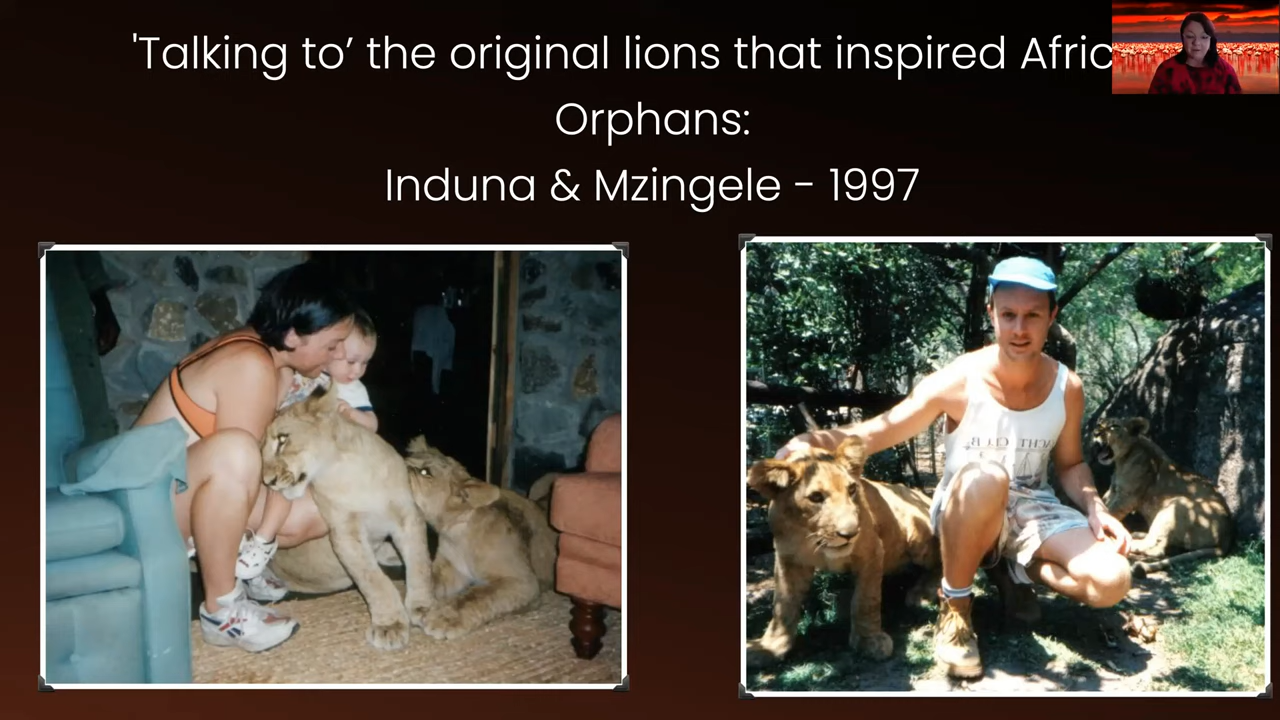 'Talking to’ the original lions that inspired Afric
Orphans:
Induna & Mzingele - 1997